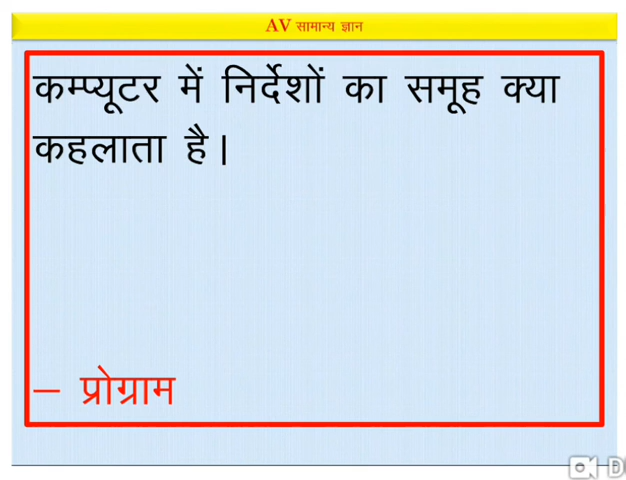 AV सामान्य ज्ञान
कम्प्यूटर में निर्देशों का समूह क्या
कहलाता है।
– प्रोग्राम